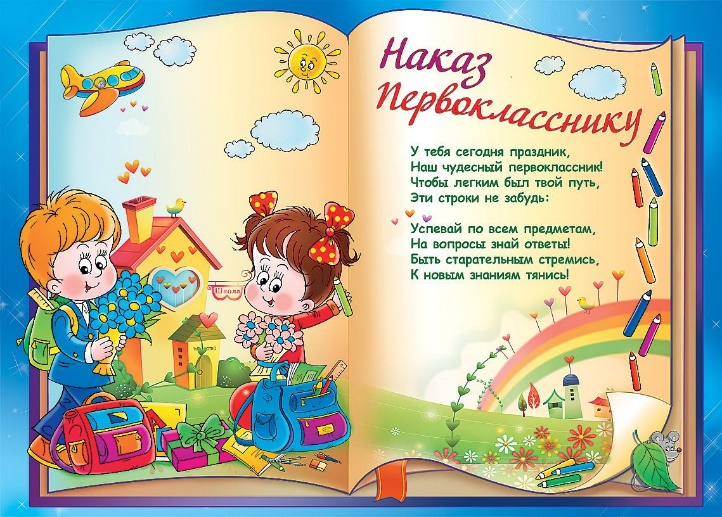 Наказ
Первокласснику
У тебя сегодня праздник,
Наш чудесный первоклассник!
Чтобы легким был твой путь,
Эти строки не забудь:
Успевай по всем предметам,
На вопросы знай ответы!
Быть старательным стремись,
К новым знаниям тянись!
Школа